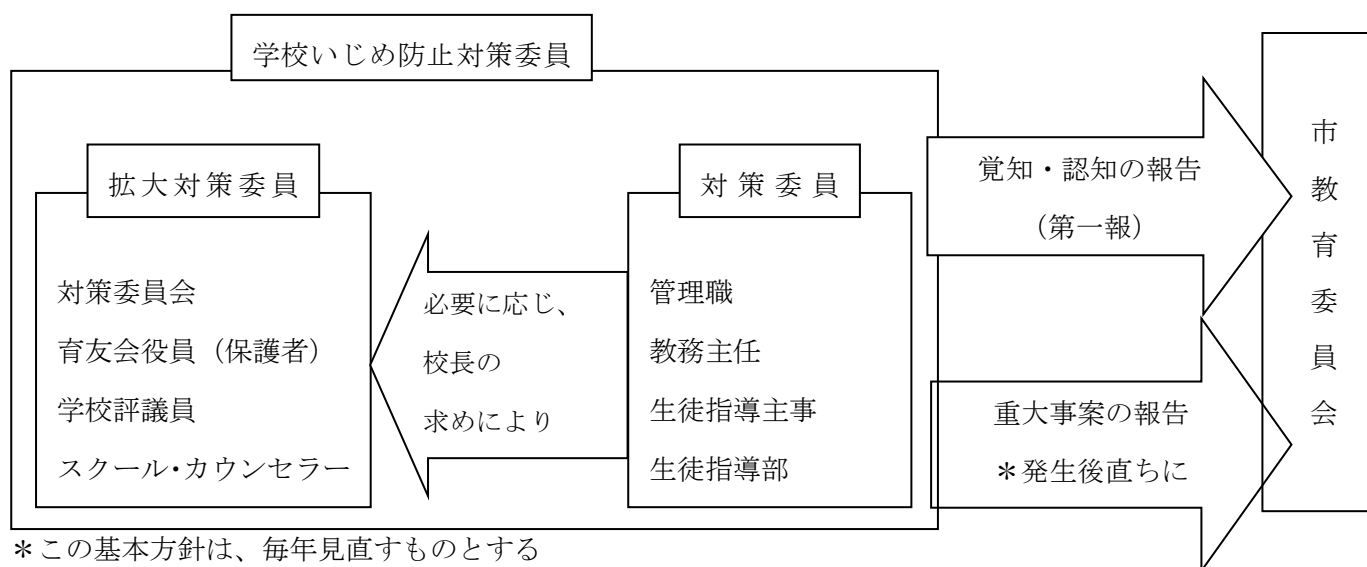 学校いじめ防止対策委員
拡大対策委員
対策委員会
育友会役員（保護者）
学校評議員
スクール・カウンセラー
必要に応じ、
校長の
求めにより
対策委員
管理職
教務主任
生徒指導主事
生徒指導部
覚知・認知の報告
（第一報）
重大事案の報告
＊発生後直ちに
市教育委員会
＊この基本方針は、毎年見直すものとする